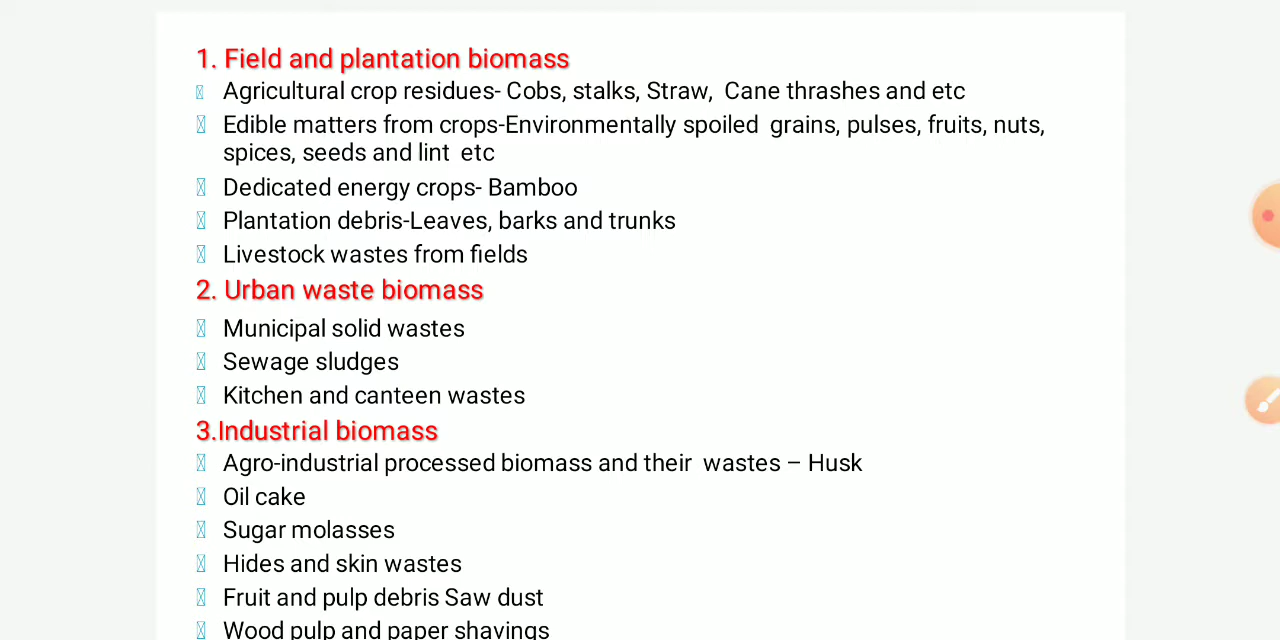 1. Field and plantation biomass
Agricultural crop residues- Cobs, stalks, Straw, Cane thrashes and etc
Edible matters from crops-Environmentally spoiled grains, pulses, fruits, nuts,
spices, seeds and lint etc
Dedicated energy crops- Bamboo
Plantation debris-Leaves, barks and trunks
Livestock wastes from fields
2. Urban waste biomass
Municipal solid wastes
Sewage sludges
Kitchen and canteen wastes
3.Industrial biomass
Agro-industrial processed biomass and their wastes – Husk
Oil cake
Sugar molasses
Hides and skin wastes
Fruit and pulp debris Saw dust
Wood pulp and paper shavings